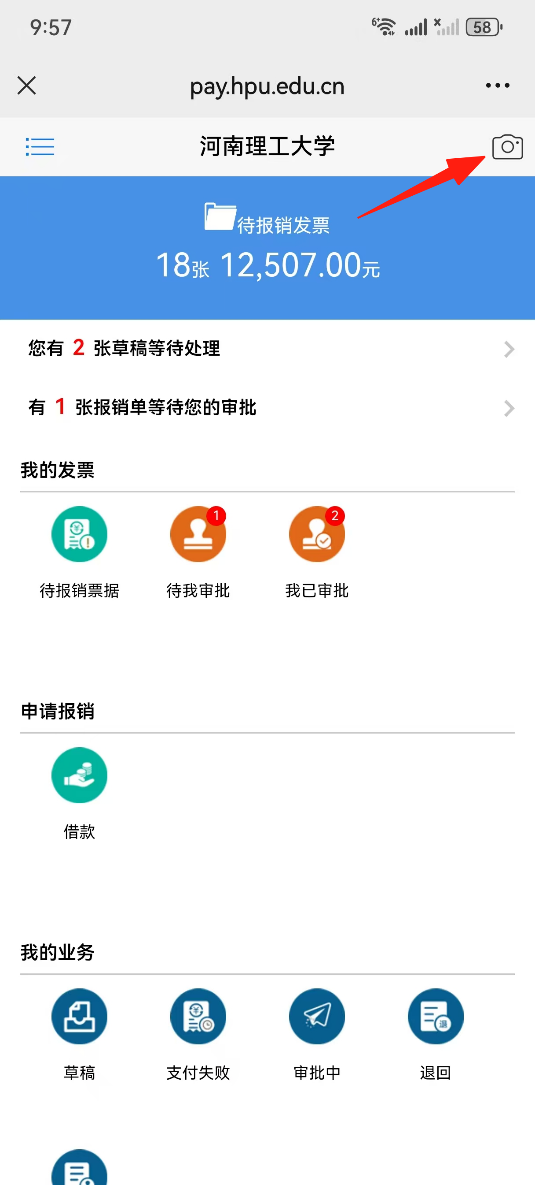 9:57
58
pay.hpu.edu.cn
河南理工大学
待报销发票
18张 12,507.00元
您有 2 张草稿等待处理
有 1 张报销单等待您的审批
我的发票
1
2
待报销票据
待我审批
我已审批
申请报销
借款
我的业务
退
草稿
支付失败
审批中
退回